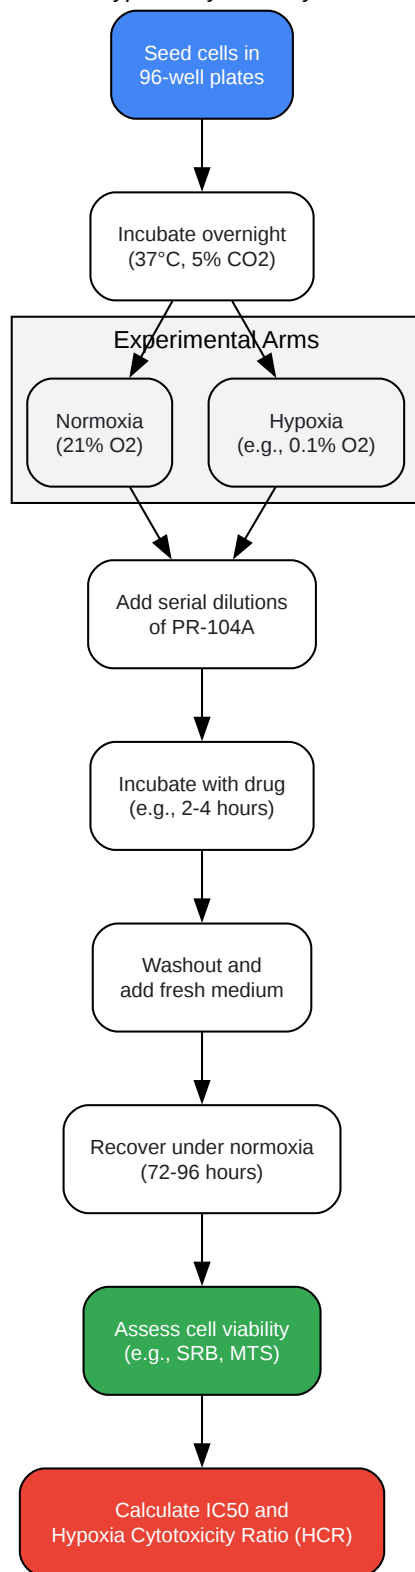 Seed cells in
96-well plates
Incubate overnight
(37°C, 5% CO2)
Experimental Arms
Normoxia
(21% O2)
Hypoxia
(e.g., 0.1% O2)
Add serial dilutions
of PR-104A
Incubate with drug
(e.g., 2-4 hours)
Washout and
add fresh medium
Recover under normoxia
(72-96 hours)
Assess cell viability
(e.g., SRB, MTS)
Calculate IC50 and
Hypoxia Cytotoxicity Ratio (HCR)